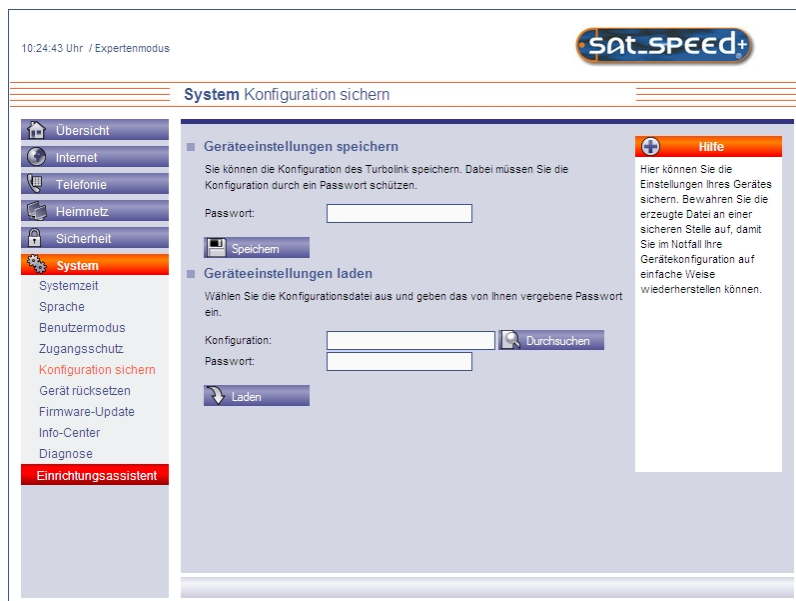 10:24:43 Uhr / Expertenmodus
sat_speed+
System Konfiguration sichern
Übersicht
Internet
Telefonie
Heimnetz
Sicherheit
System
Systemzeit
Sprache
Benutzermodus
Zugangsschutz
Konfiguration sichern
Gerät rücksetzen
Firmware-Update
Info-Center
Diagnose
Einrichtungsassistent
Geräteeinstellungen speichern
Sie können die Konfiguration des Turbolink speichern. Dabei müssen Sie die
Konfiguration durch ein Passwort schützen.
Passwort:
Speichern
Geräteeinstellungen laden
Wählen Sie die Konfigurationsdatei aus und geben das von Ihnen vergebene Passwort
ein.
Konfiguration:
Durchsuchen
Passwort:
Laden
Hilfe
Hier können Sie die
Einstellungen Ihres Gerätes
sichern. Bewahren Sie die
erzeugte Datei an einer
sicheren Stelle auf, damit
Sie im Notfall Ihre
Gerätekonfiguration auf
einfache Weise
wiederherstellen können.